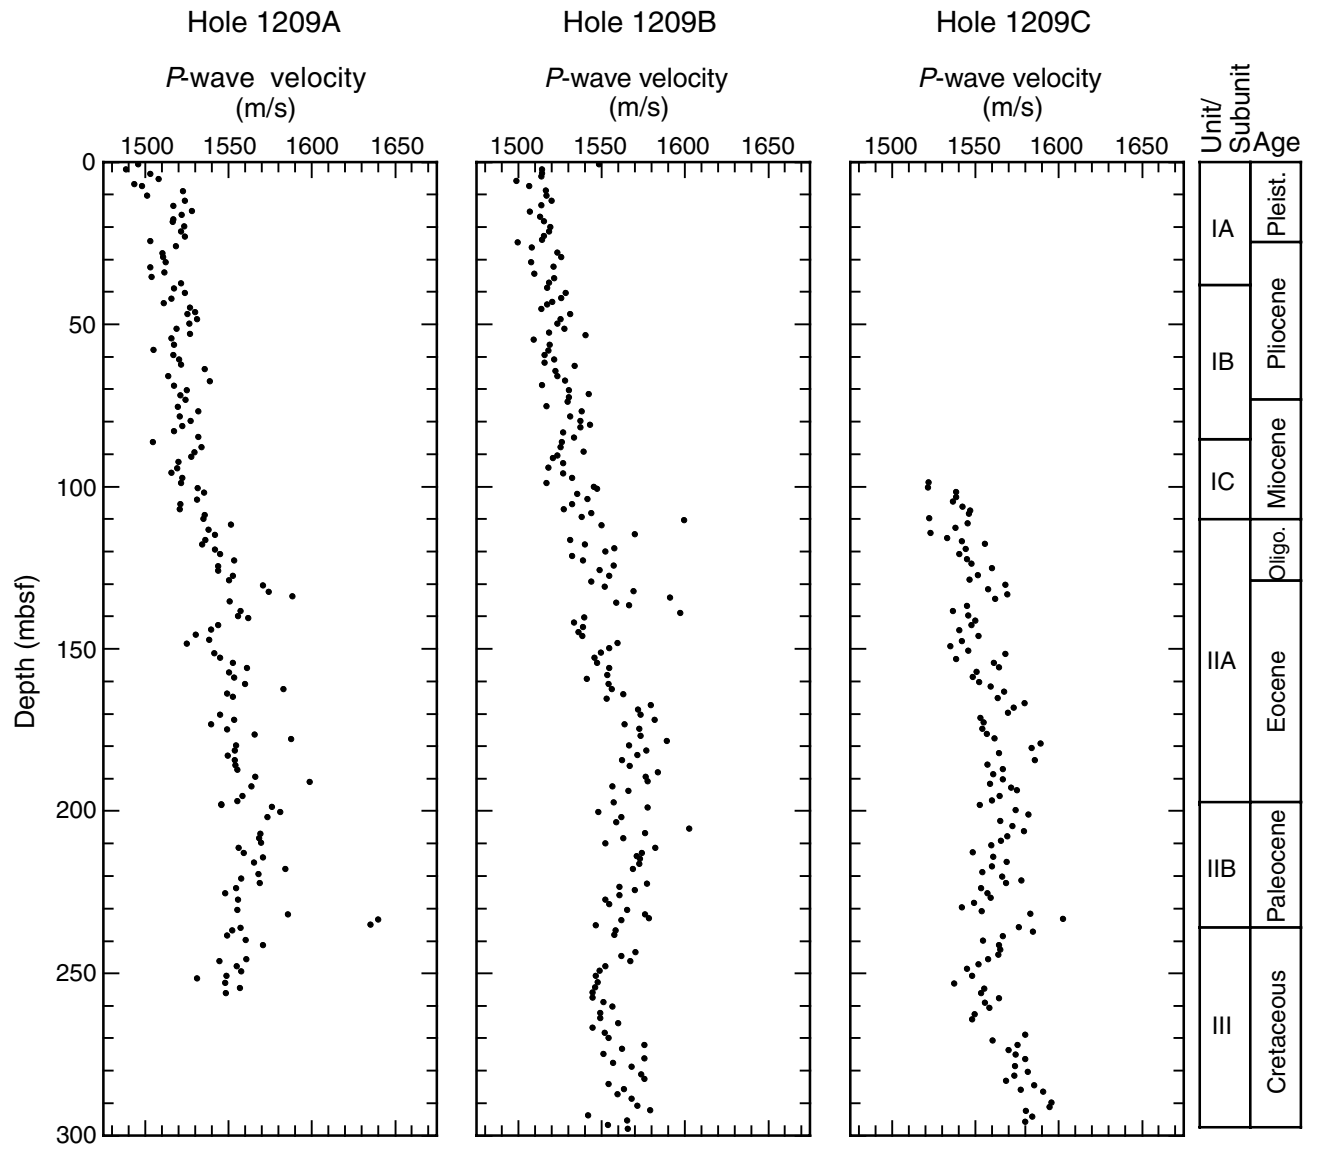 Hole 1209A
Hole 1209B
Hole 1209C
P-wave velocity
(m/s)
P-wave velocity
(m/s)
P-wave velocity
(m/s)
Unit/
Subunit
Age
1500 1550 1600 1650
1500 1550 1600 1650
1500 1550 1600 1650
0
50
100
150
200
250
300
Depth (mbsf)
IA
IB
IC
IIA
IIB
III
Pleist.
Pliocene
Miocene
Oligo.
Eocene
Paleocene
Cretaceous